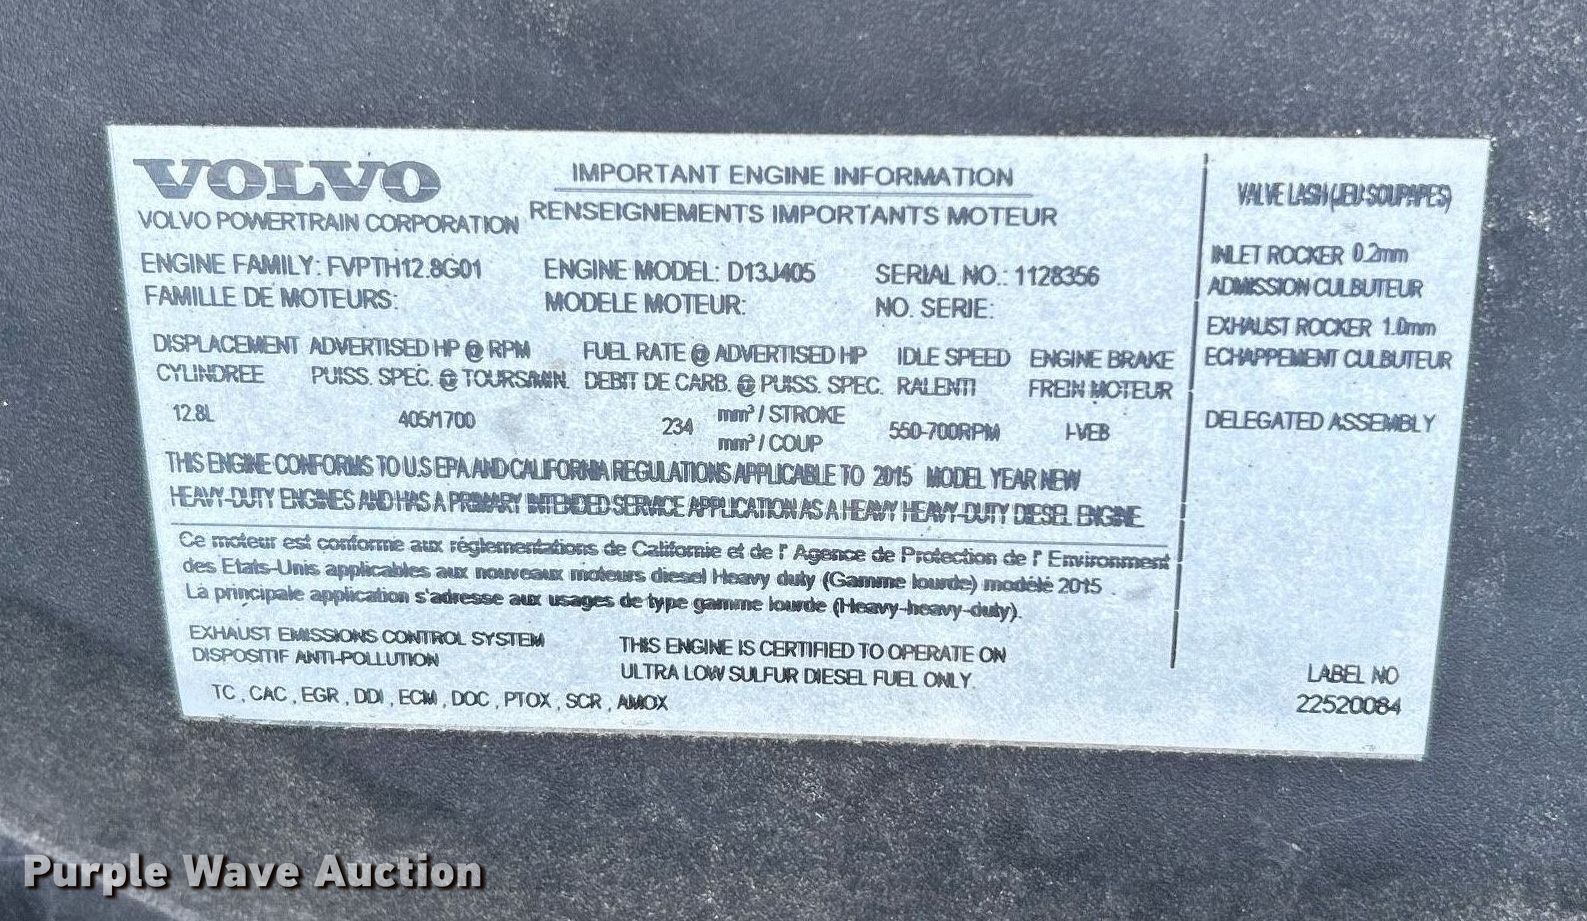 VOLVO
VOLVO POWERTRAIN CORPORATION
IMPORTANT ENGINE INFORMATION
RENSEIGNEMENTS IMPORTANTS MOTEUR
ENGINE FAMILY: FVPTH12.8G01
FAMILLE DE MOTEURS:
ENGINE MODEL: D13J405
MODELE MOTEUR:
SERIAL NO.: 1128356
NO. SERIE:
DISPLACEMENT ADVERTISED HP @ RPM FUEL RATE @ ADVERTISED HP IDLE SPEED ENGINE BRAKE
CYLINDREE PUISS. SPEC. @ TOURS/MIN. DEBIT DE CARB. @ PUISS. SPEC. RALENTI FREIN MOTEUR
12.8L 405/1700 234 mm³ / STROKE 550-700RPM I-VEB
mm³ / COUP
THIS ENGINE CONFORMS TO U.S EPA AND CALIFORNIA REGULATIONS APPLICABLE TO 2015 MODEL YEAR NEW
HEAVY-DUTY ENGINES AND HAS A PRIMARY INTENDED SERVICE APPLICATION AS A HEAVY HEAVY-DUTY DIESEL ENGINE
Ce moteur est conforme aux réglementations de Californie et de l' Agence de Protection de l' Environment
des Etats-Unis applicables aux nouveaux moteurs diesel Heavy duty (Gamme lourde) modélé 2015 .
La principale application s'adresse aux usages de type gamme lourde (Heavy-heavy-duty).
EXHAUST EMISSIONS CONTROL SYSTEM
DISPOSITIF ANTI-POLLUTION
TC , CAC , EGR , DDI , ECM , DOC , PTOX , SCR , AMOX
THIS ENGINE IS CERTIFIED TO OPERATE ON
ULTRA LOW SULFUR DIESEL FUEL ONLY.
VALVE LASH (JEU SOUPAPES)
INLET ROCKER 0.2mm
ADMISSION CULBUTEUR
EXHAUST ROCKER 1.0mm
ECHAPPEMENT CULBUTEUR
DELEGATED ASSEMBLY
LABEL NO
22520084
Purple Wave Auction